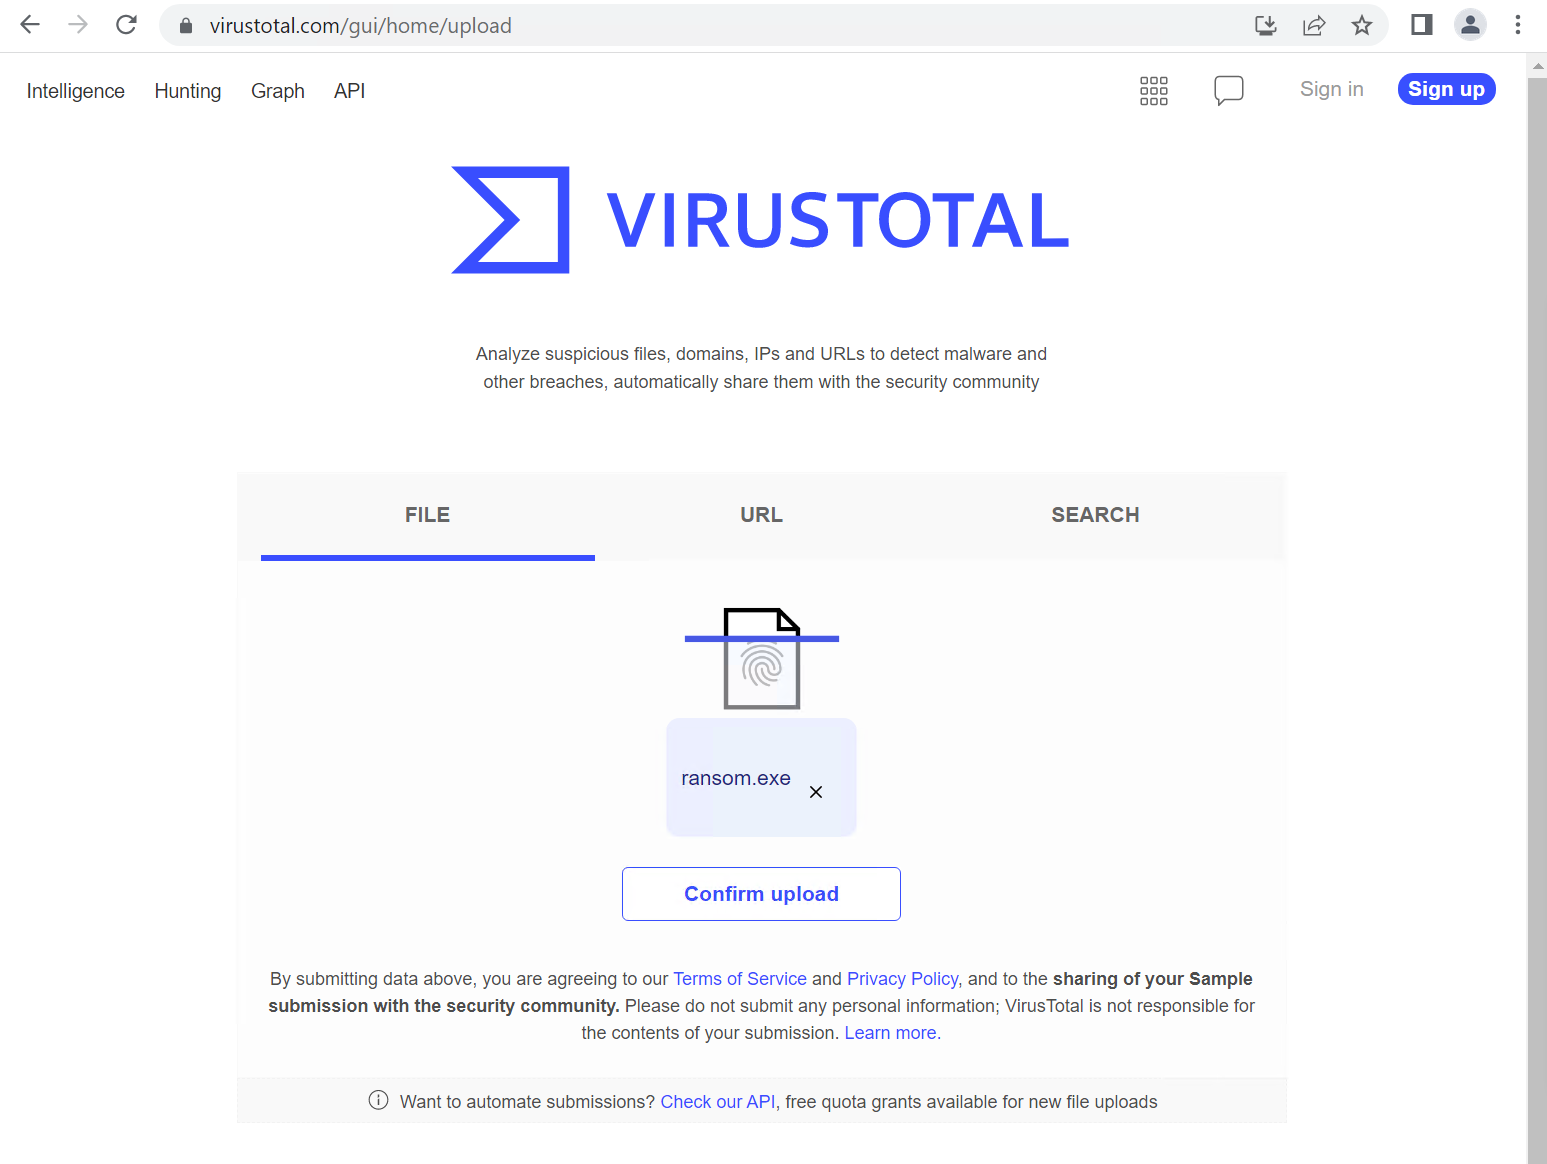 virustotal.com/gui/home/upload
Intelligence Hunting Graph API Sign in Sign up
VIRUSTOTAL
Analyze suspicious files, domains, IPs and URLs to detect malware and
other breaches, automatically share them with the security community
FILE URL SEARCH
ransom.exe
Confirm upload
By submitting data above, you are agreeing to our Terms of Service and Privacy Policy, and to the sharing of your Sample
submission with the security community. Please do not submit any personal information; VirusTotal is not responsible for
the contents of your submission. Learn more.
Want to automate submissions? Check our API, free quota grants available for new file uploads